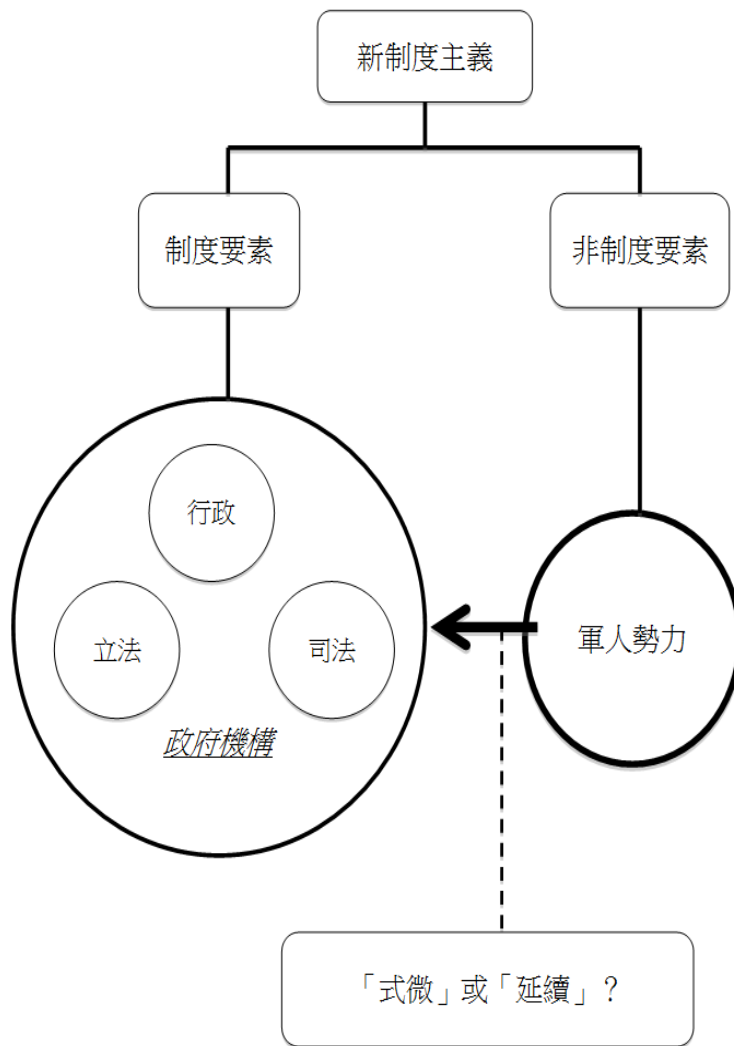 新制度主義
制度要素
非制度要素
行政
立法
司法
政府機構
軍人勢力
「式微」或「延續」？